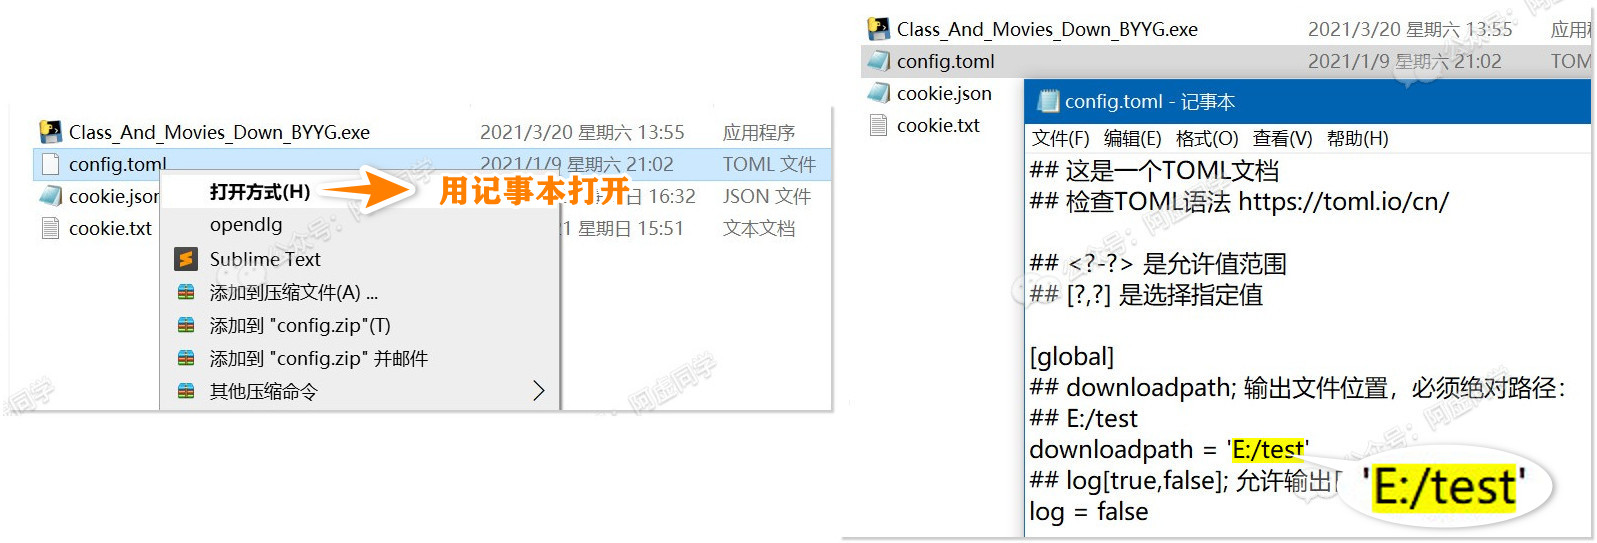 Class_And_Movies_Down_BYYG.exe 2021/3/20 星期六 13:55 应用程序
config.toml 2021/1/9 星期六 21:02 TOML 文件
cookie.json 日 16:32 JSON 文件
cookie.txt 星期日 15:51 文本文档
打开方式(H)
用记事本打开
opendlg
Sublime Text
添加到压缩文件(A) ...
添加到 "config.zip"(T)
添加到 "config.zip" 并邮件
其他压缩命令
Class_And_Movies_Down_BYYG.exe 2021/3/20 星期六 13:55 应用
config.toml 2021/1/9 星期六 21:02 TOM
cookie.json
cookie.txt
config.toml - 记事本
文件(F) 编辑(E) 格式(O) 查看(V) 帮助(H)
## 这是一个TOML文档
## 检查TOML语法 https://toml.io/cn/
## <?-?> 是允许值范围
## [?,?] 是选择指定值
[global]
## downloadpath; 输出文件位置，必须绝对路径：
## E:/test
downloadpath = 'E:/test'
## log[true,false]; 允许输出
'E:/test'
log = false
公众号：阿虚同学